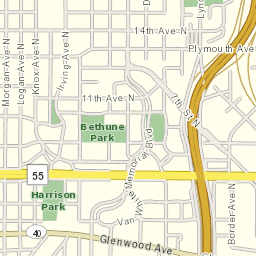 14th-Ave-N
Lync
Plymouth-Ave
Morgan-Ave-N
Logan-Ave-N
Knox-Ave-N
Irving-Ave-N
11th-Ave-N
7th-St-N
Bethune
Park
55
Harrison
Park
Van-White-Memorial-Blvd
Border-Ave-N
40
Glenwood Ave